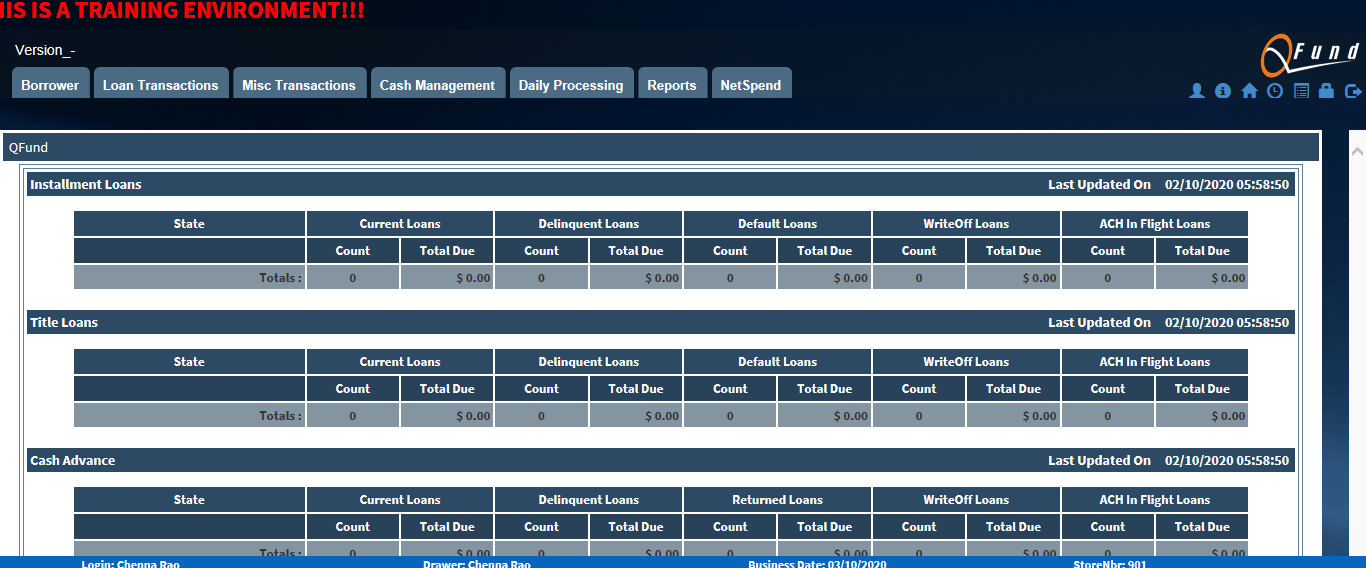 IIS IS A TRAINING ENVIRONMENT!!!
Version_-
QFund
Borrower Loan Transactions Misc Transactions Cash Management Daily Processing Reports NetSpend
QFund
Installment Loans Last Updated On 02/10/2020 05:58:50
State Current Loans Delinquent Loans Default Loans WriteOff Loans ACH In Flight Loans
Count Total Due Count Total Due Count Total Due Count Total Due Count Total Due
Totals : 0 $ 0.00 0 $ 0.00 0 $ 0.00 0 $ 0.00 0 $ 0.00
Title Loans Last Updated On 02/10/2020 05:58:50
State Current Loans Delinquent Loans Default Loans WriteOff Loans ACH In Flight Loans
Count Total Due Count Total Due Count Total Due Count Total Due Count Total Due
Totals : 0 $ 0.00 0 $ 0.00 0 $ 0.00 0 $ 0.00 0 $ 0.00
Cash Advance Last Updated On 02/10/2020 05:58:50
State Current Loans Delinquent Loans Returned Loans WriteOff Loans ACH In Flight Loans
Count Total Due Count Total Due Count Total Due Count Total Due Count Total Due
Totals : 0 $ 0.00 0 $ 0.00 0 $ 0.00 0 $ 0.00 0 $ 0.00
Login: Chenna Rao Drawer: Chenna Rao Business Date: 03/10/2020 StoreNbr: 901